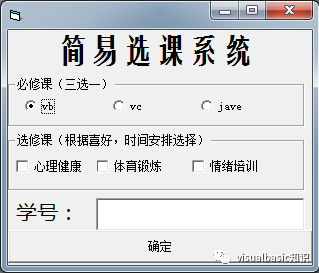 简易选课系统
必修课（三选一）
vb vc jave
选修课（根据喜好，时间安排选择）
心理健康 体育锻炼 情绪培训
学号：
确定
visualbasic知识